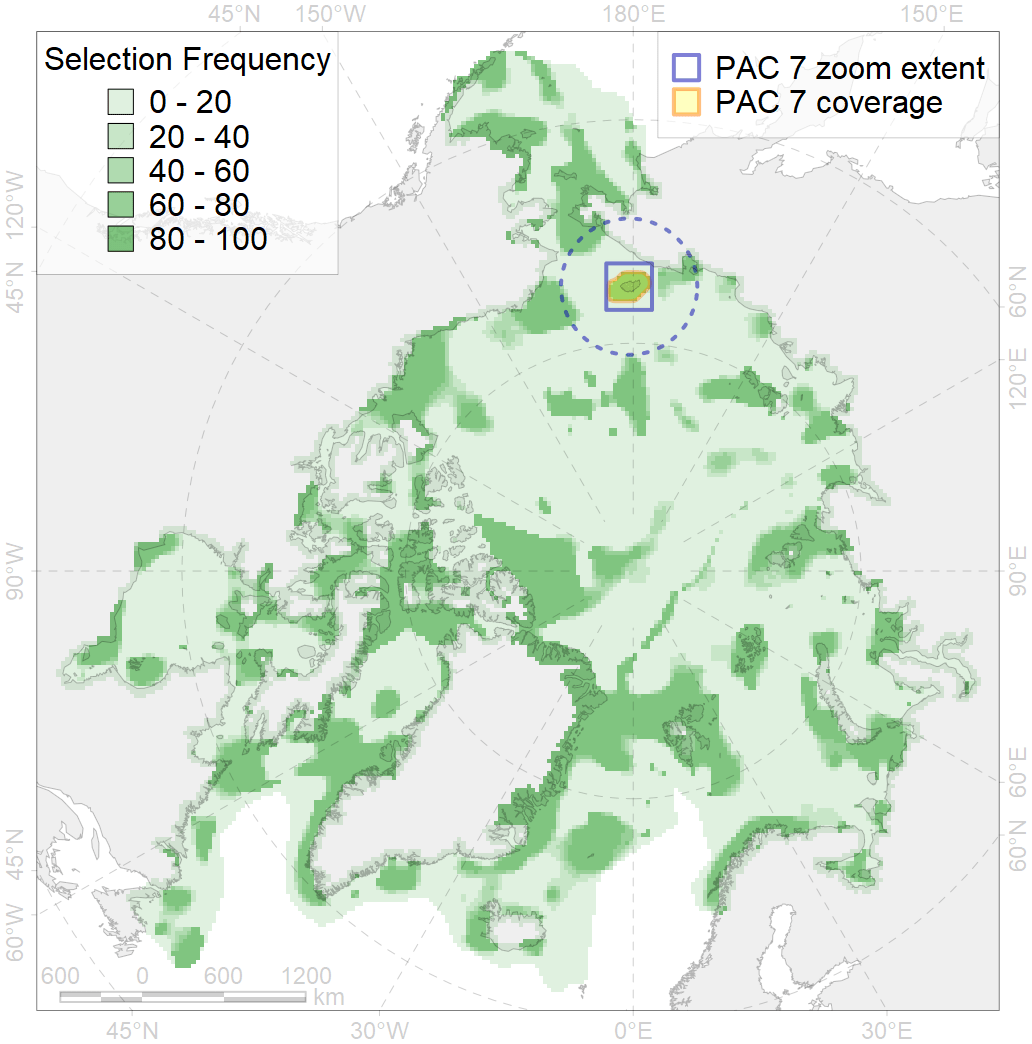 45°N 150°W 180°E 150°E
Selection Frequency
0 - 20
20 - 40
40 - 60
60 - 80
80 - 100
PAC 7 zoom extent
PAC 7 coverage
120°W
45°N
90°W
45°N
60°W
60°N
120°E
90°E
60°E
60°N
600 0 600 1200
km
45°W 30°W 0°E 30°E